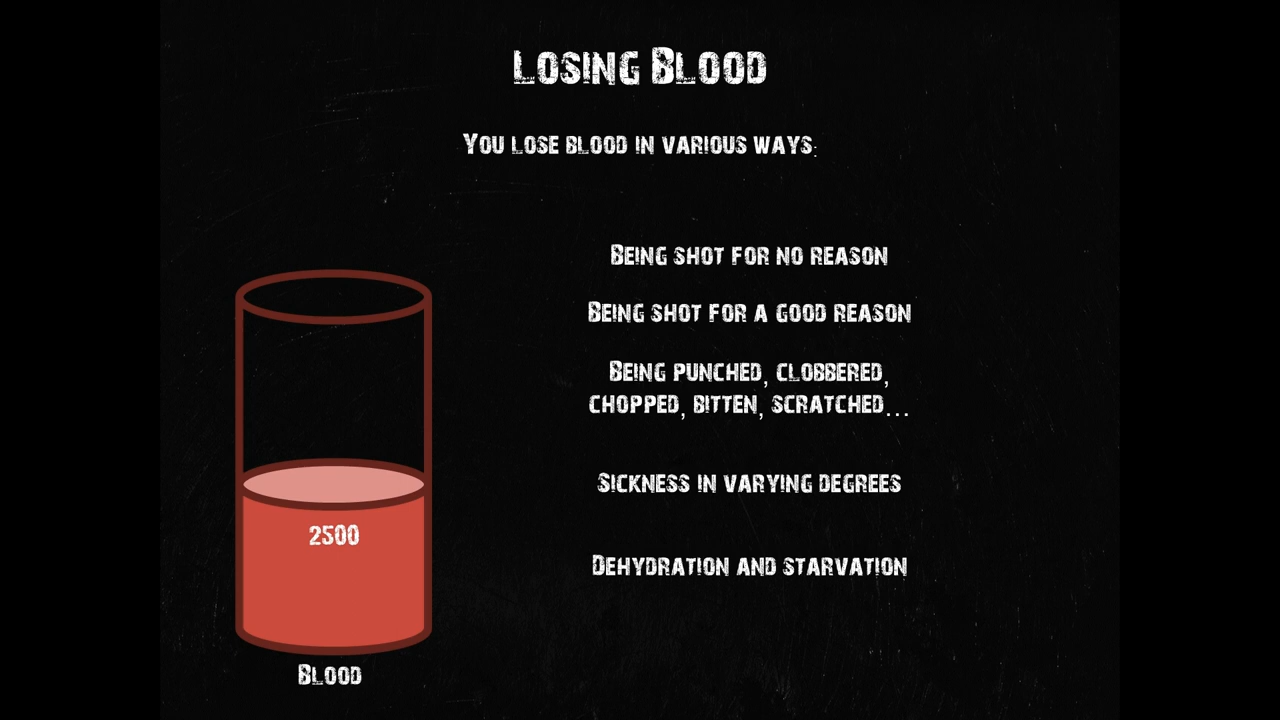 Losing Blood
You lose blood in various ways:
Being shot for no reason
Being shot for a good reason
Being punched, clobbered,
chopped, bitten, scratched...
Sickness in varying degrees
2500
Dehydration and starvation
Blood